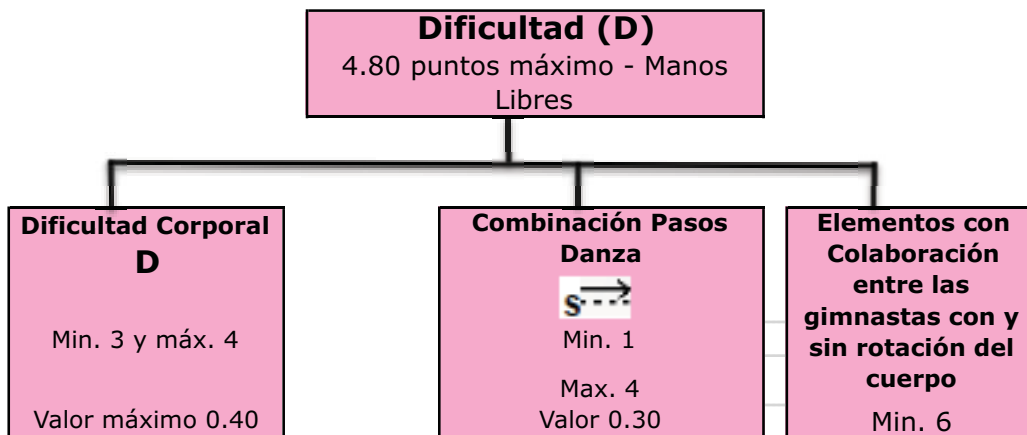 Dificultad (D)
4.80 puntos máximo - Manos
Libres
Dificultad Corporal
D
Min. 3 y máx. 4
Valor máximo 0.40
Combinación Pasos
Danza
S
Min. 1
Max. 4
Valor 0.30
Elementos con
Colaboración
entre las
gimnastas con y
sin rotación del
cuerpo
Min. 6